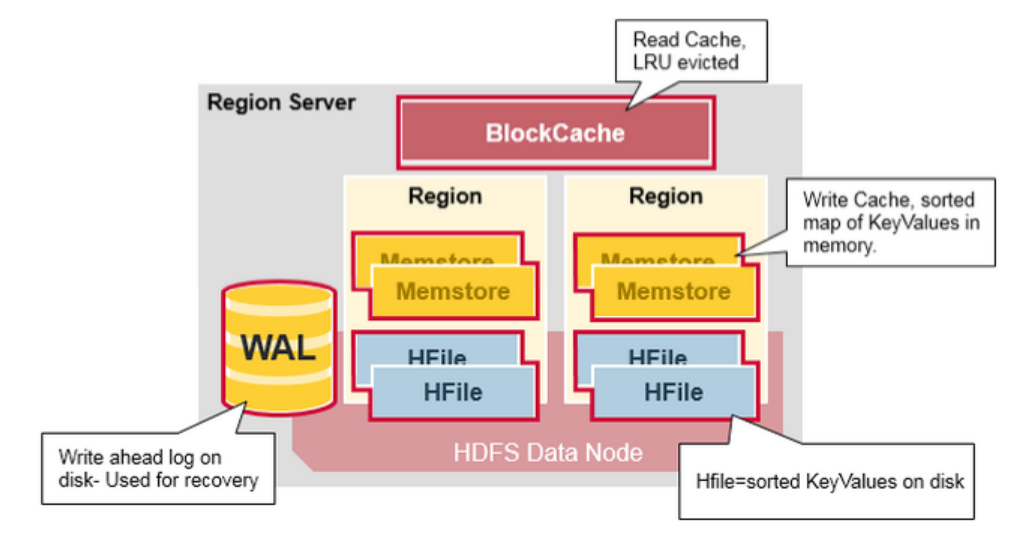 Read Cache,
LRU evicted
Region Server
BlockCache
Region
Region
Write Cache, sorted
map of KeyValues in
memory.
Memstore
Memstore
Memstore
Memstore
WAL
HFile
HFile
HFile
HFile
Write ahead log on
disk- Used for recovery
HDFS Data Node
Hfile=sorted KeyValues on disk